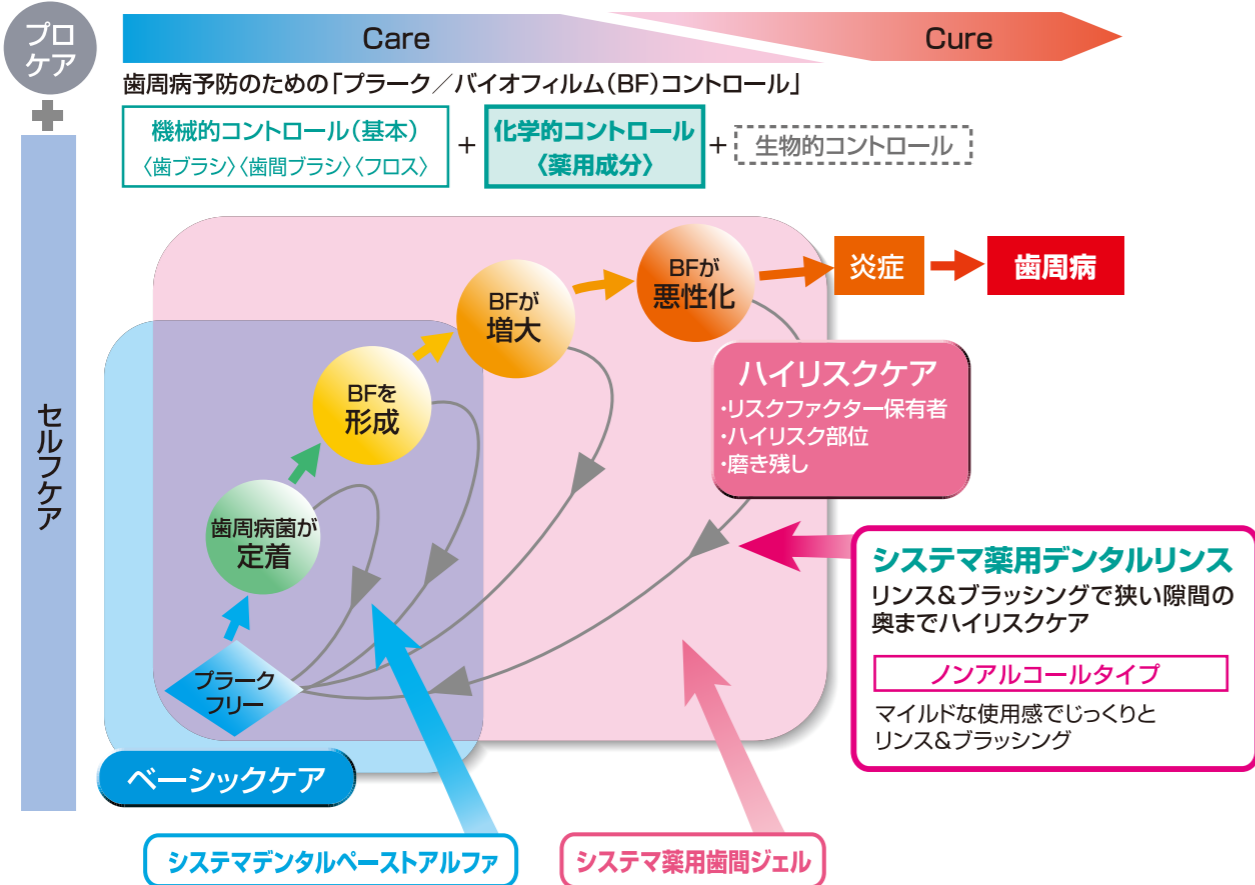 プロ
ケア
Care
Cure
歯周病予防のための「プラーク／バイオフィルム(BF)コントロール」
機械的コントロール(基本)
〈歯ブラシ〉〈歯間ブラシ〉〈フロス〉
+
化学的コントロール
〈薬用成分〉
+
生物的コントロール
セルフケア
BFが
悪性化
炎症
歯周病
BFが
増大
BFを
形成
歯周病菌が
定着
プラーク
フリー
ハイリスクケア
・リスクファクター保有者
・ハイリスク部位
・磨き残し
システマ薬用デンタルリンス
リンス&ブラッシングで狭い隙間の
奥までハイリスクケア
ノンアルコールタイプ
マイルドな使用感でじっくりと
リンス&ブラッシング
ベーシックケア
システマデンタルペーストアルファ
システマ薬用歯間ジェル